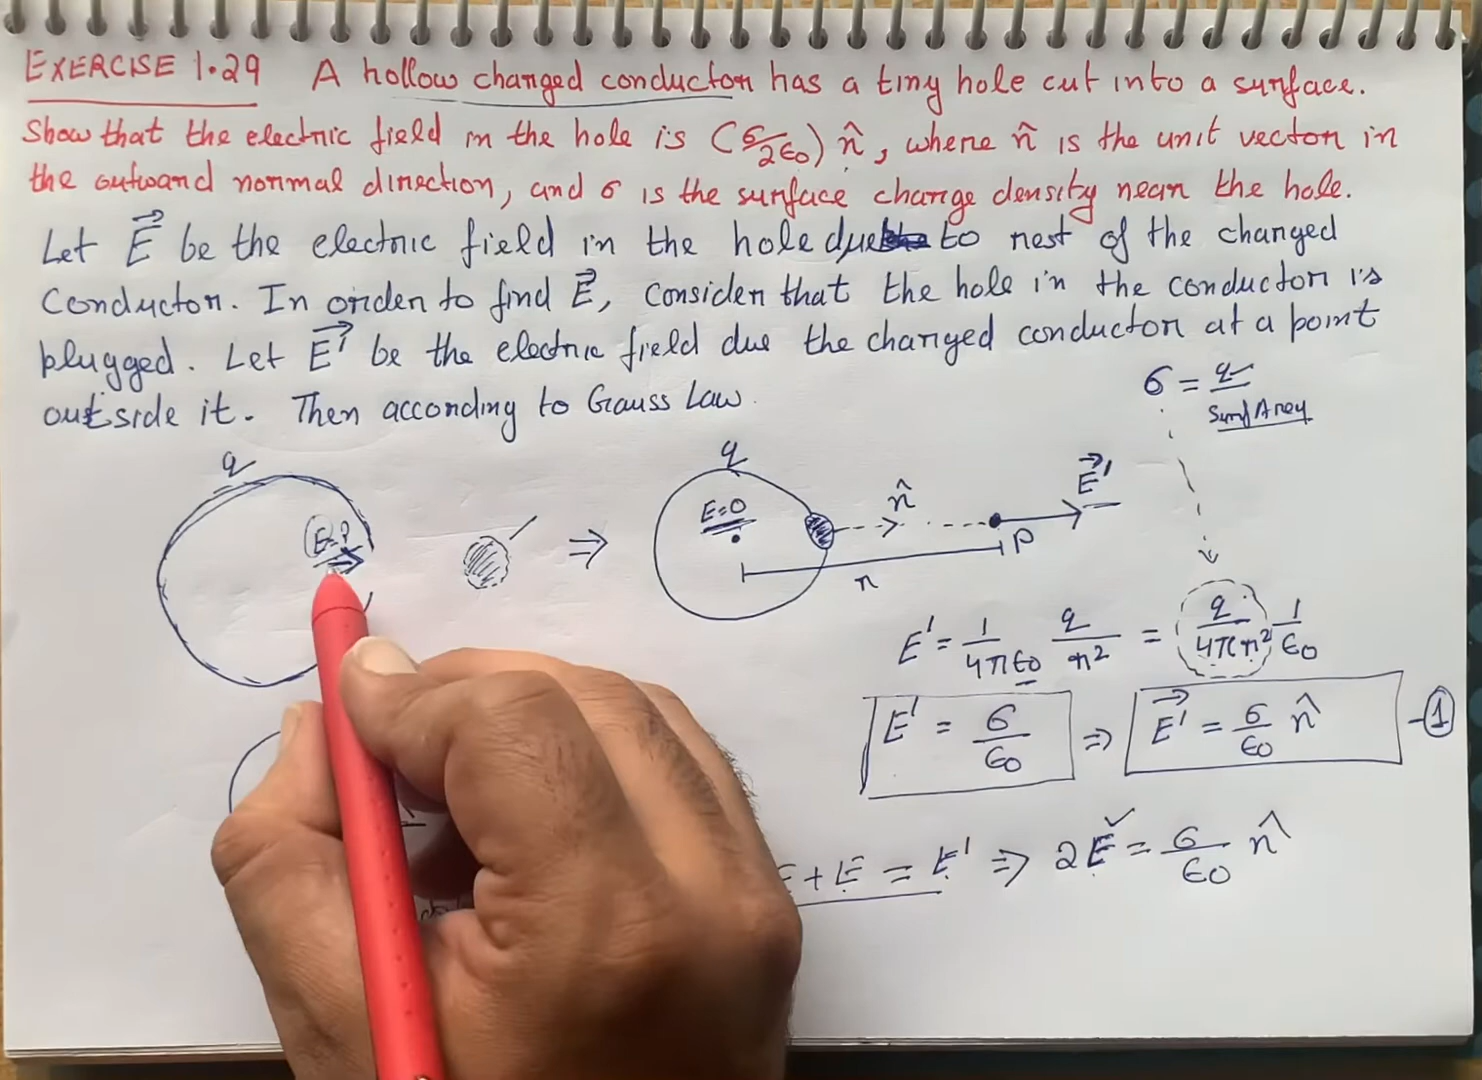 EXERCISE 1.29 A hollow charged conductor has a tiny hole cut into a surface.
Show that the electric field in the hole is (σ/2ε₀) n̂, where n̂ is the unit vector in
the outward normal direction, and σ is the surface charge density near the hole.
Let E⃗ be the electric field in the hole due to rest of the charged
Conductor. In order to find E⃗, Consider that the hole in the conductor is
plugged. Let E⃗' be the electric field due the charged conductor at a point
outside it. Then according to Gauss Law.
σ = q/Surf Area
q
E=?
⇒
q
E=0
n̂
E⃗'
P
r
E' = 1/4πε₀ q/r² = q/4πr² 1/ε₀
E' = σ/ε₀ ⇒ E⃗' = σ/ε₀ n̂ -①
+ E = E' ⇒ 2E = σ/ε₀ n̂